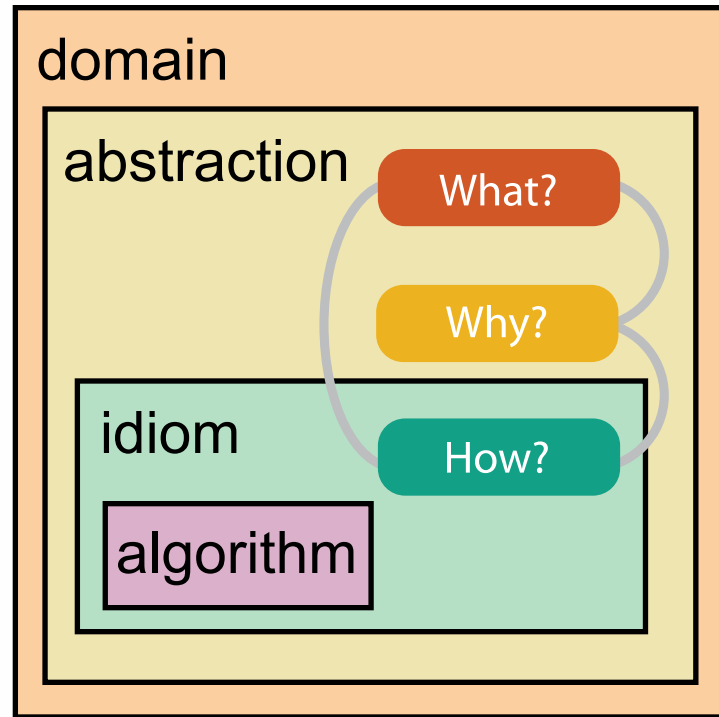 domain
abstraction
What?
Why?
idiom
How?
algorithm